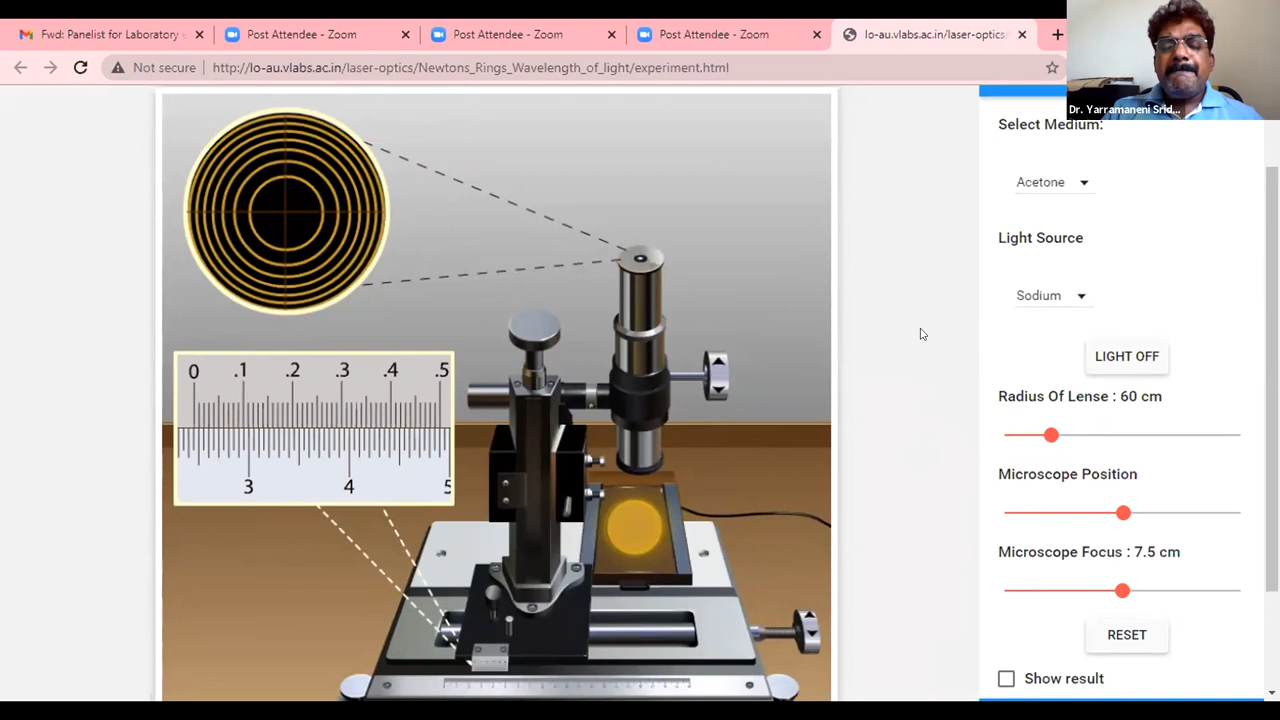 Fwd: Panelist for Laboratory
Post Attendee - Zoom
Post Attendee - Zoom
Post Attendee - Zoom
lo-au.vlabs.ac.in/laser-optics/
Not secure
http://lo-au.vlabs.ac.in/laser-optics/Newtons_Rings_Wavelength_of_light/experiment.html
Dr. Yarramaneni Srid...
Select Medium:
Acetone
Light Source
Sodium
LIGHT OFF
Radius Of Lense : 60 cm
Microscope Position
Microscope Focus : 7.5 cm
RESET
Show result
0 .1 .2 .3 .4 .5
3 4 5